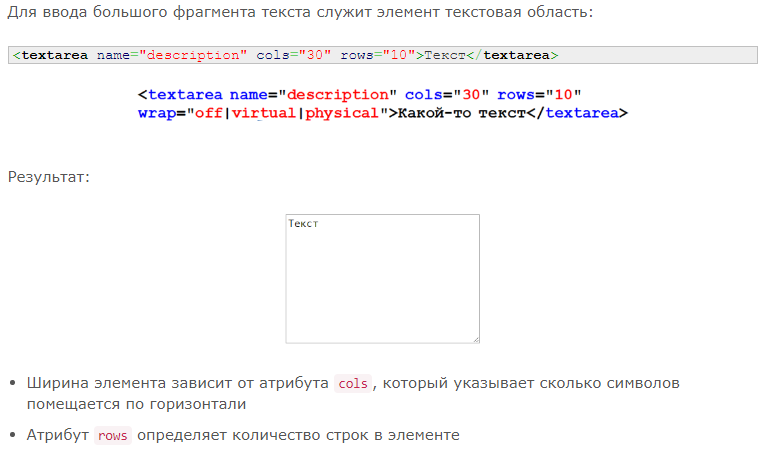 Для ввода большого фрагмента текста служит элемент текстовая область:
<textarea name="description" cols="30" rows="10">Текст</textarea>
<textarea name="description" cols="30" rows="10"
wrap="off|virtual|physical">Какой-то текст</textarea>
Результат:
Текст
• Ширина элемента зависит от атрибута cols, который указывает сколько символов
помещается по горизонтали
• Атрибут rows определяет количество строк в элементе